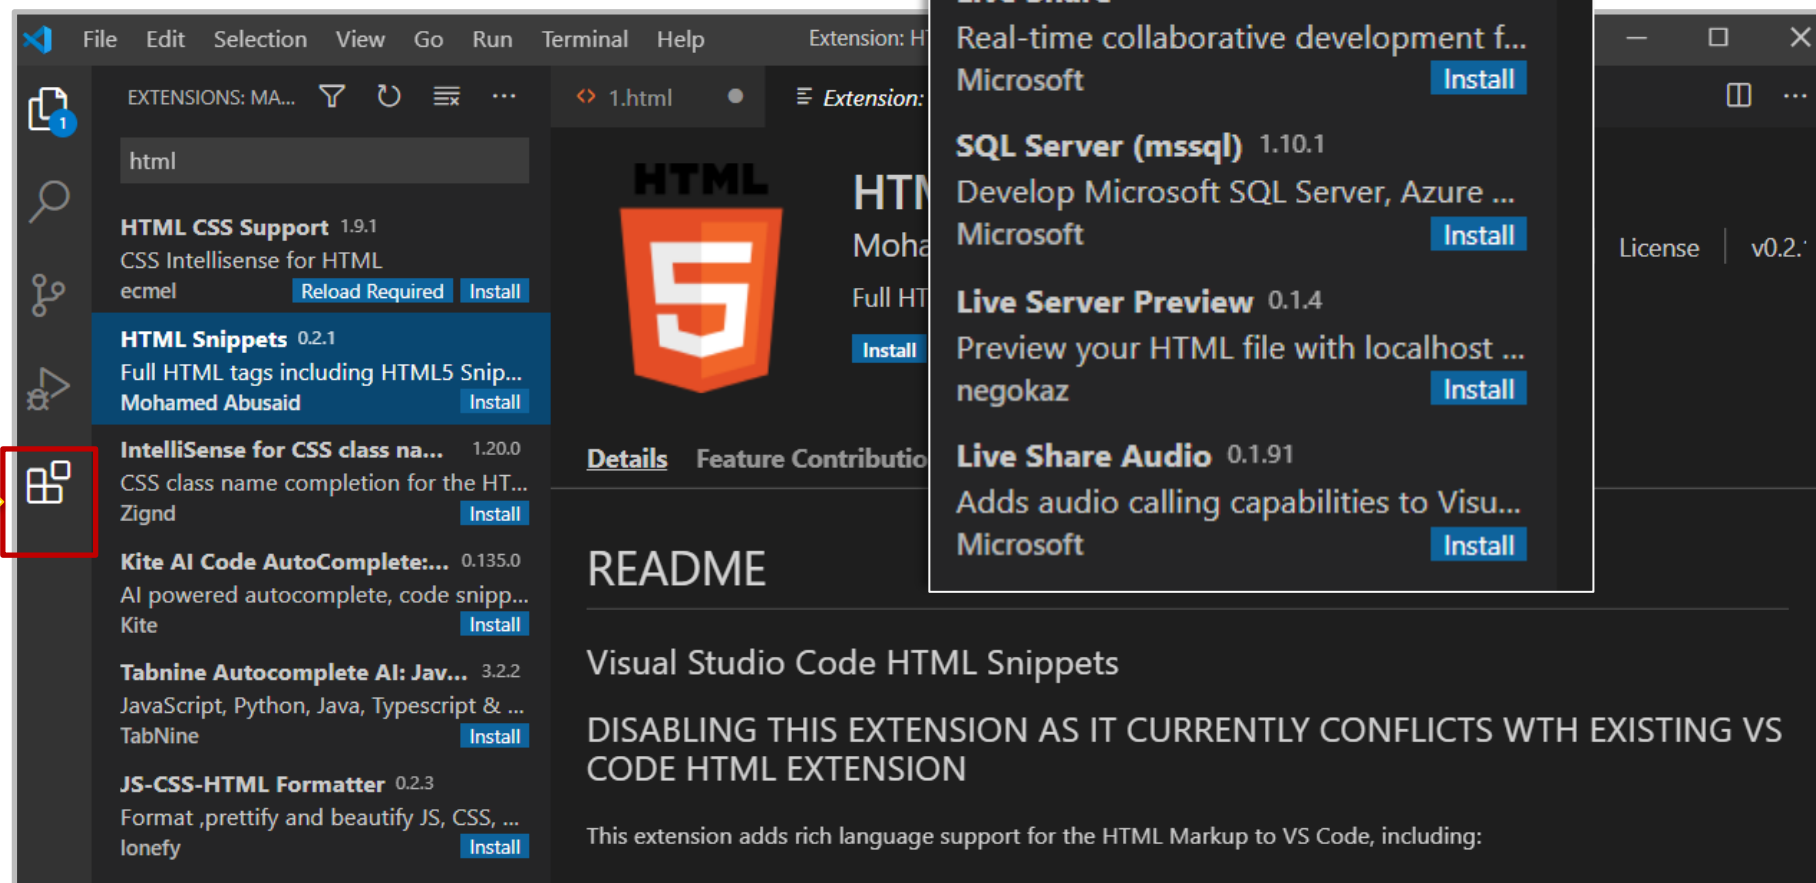 File Edit Selection View Go Run Terminal Help Extension: H
EXTENSIONS: MA...
1
html
HTML CSS Support 1.9.1
CSS Intellisense for HTML
ecmel Reload Required Install
HTML Snippets 0.2.1
Full HTML tags including HTML5 Snip...
Mohamed Abusaid Install
IntelliSense for CSS class na... 1.20.0
CSS class name completion for the HT...
Zignd Install
Kite AI Code AutoComplete:... 0.135.0
AI powered autocomplete, code snipp...
Kite Install
Tabnine Autocomplete AI: Jav... 3.2.2
JavaScript, Python, Java, Typescript & ...
TabNine Install
JS-CSS-HTML Formatter 0.2.3
Format ,prettify and beautify JS, CSS, ...
lonefy Install
1.html Extension:
HTML
5
HTM
Moha
License v0.2.
Full HT
Install
Details Feature Contributio
README
Visual Studio Code HTML Snippets
DISABLING THIS EXTENSION AS IT CURRENTLY CONFLICTS WTH EXISTING VS
CODE HTML EXTENSION
This extension adds rich language support for the HTML Markup to VS Code, including:
Live Share
Real-time collaborative development f...
Microsoft Install
SQL Server (mssql) 1.10.1
Develop Microsoft SQL Server, Azure ...
Microsoft Install
Live Server Preview 0.1.4
Preview your HTML file with localhost ...
negokaz Install
Live Share Audio 0.1.91
Adds audio calling capabilities to Visu...
Microsoft Install